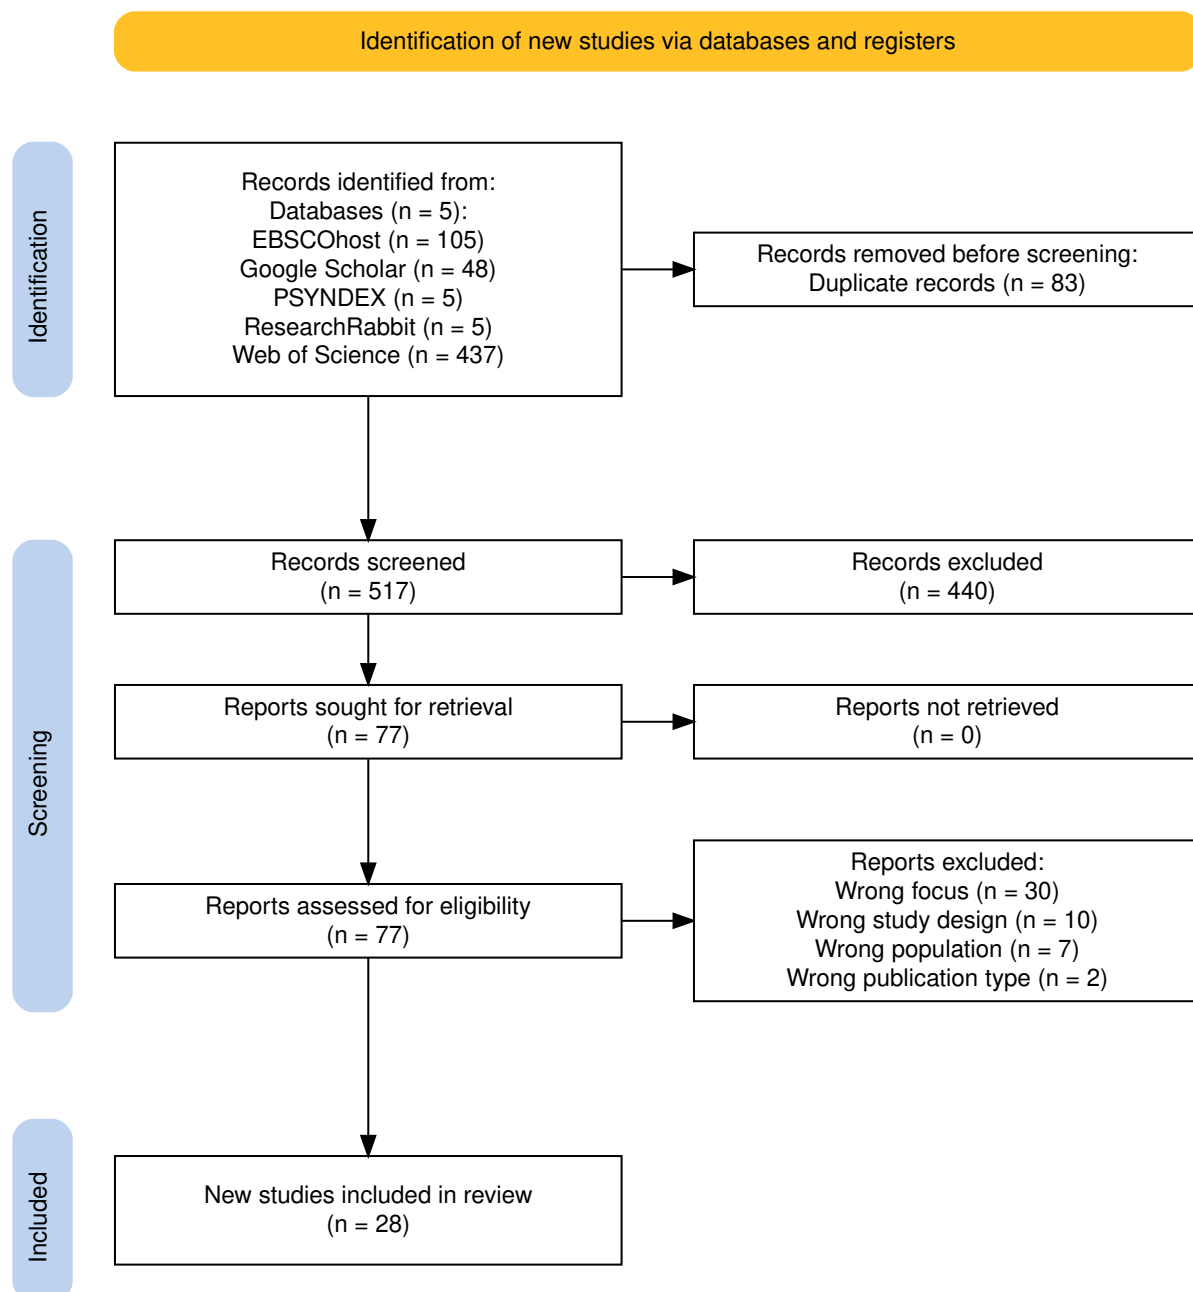 Identification of new studies via databases and registers
Identification
Records identified from:
Databases (n = 5):
EBSCOhost (n = 105)
Google Scholar (n = 48)
PSYNDEX (n = 5)
ResearchRabbit (n = 5)
Web of Science (n = 437)
Records removed before screening:
Duplicate records (n = 83)
Screening
Records screened
(n = 517)
Records excluded
(n = 440)
Reports sought for retrieval
(n = 77)
Reports not retrieved
(n = 0)
Reports assessed for eligibility
(n = 77)
Reports excluded:
Wrong focus (n = 30)
Wrong study design (n = 10)
Wrong population (n = 7)
Wrong publication type (n = 2)
Included
New studies included in review
(n = 28)